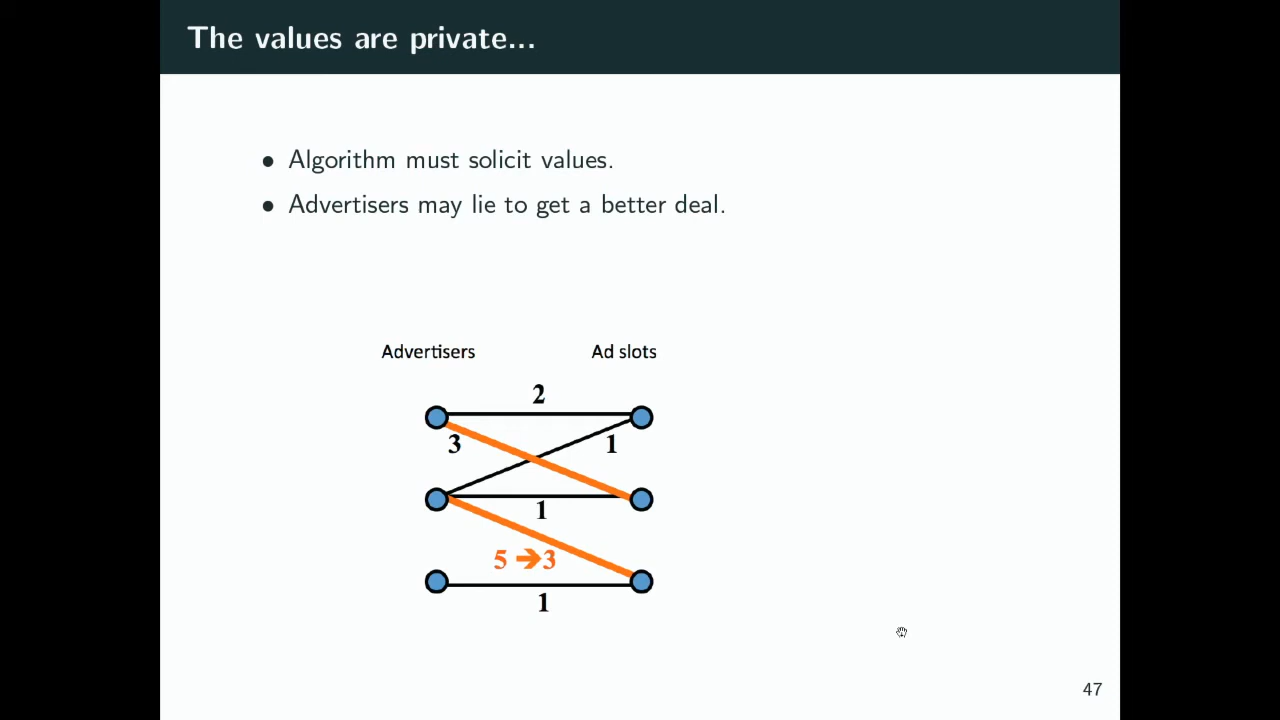 The values are private...
• Algorithm must solicit values.
• Advertisers may lie to get a better deal.
Advertisers Ad slots
2
3 1
1
5 ➔3
1
47